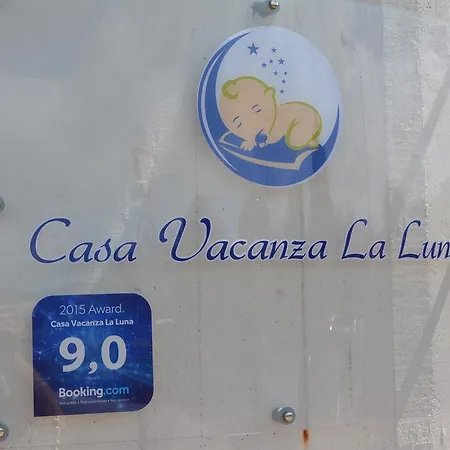 Casa Vacanza La Lun
2015 Award.
Casa Vacanza La Luna
9,0
Booking.com